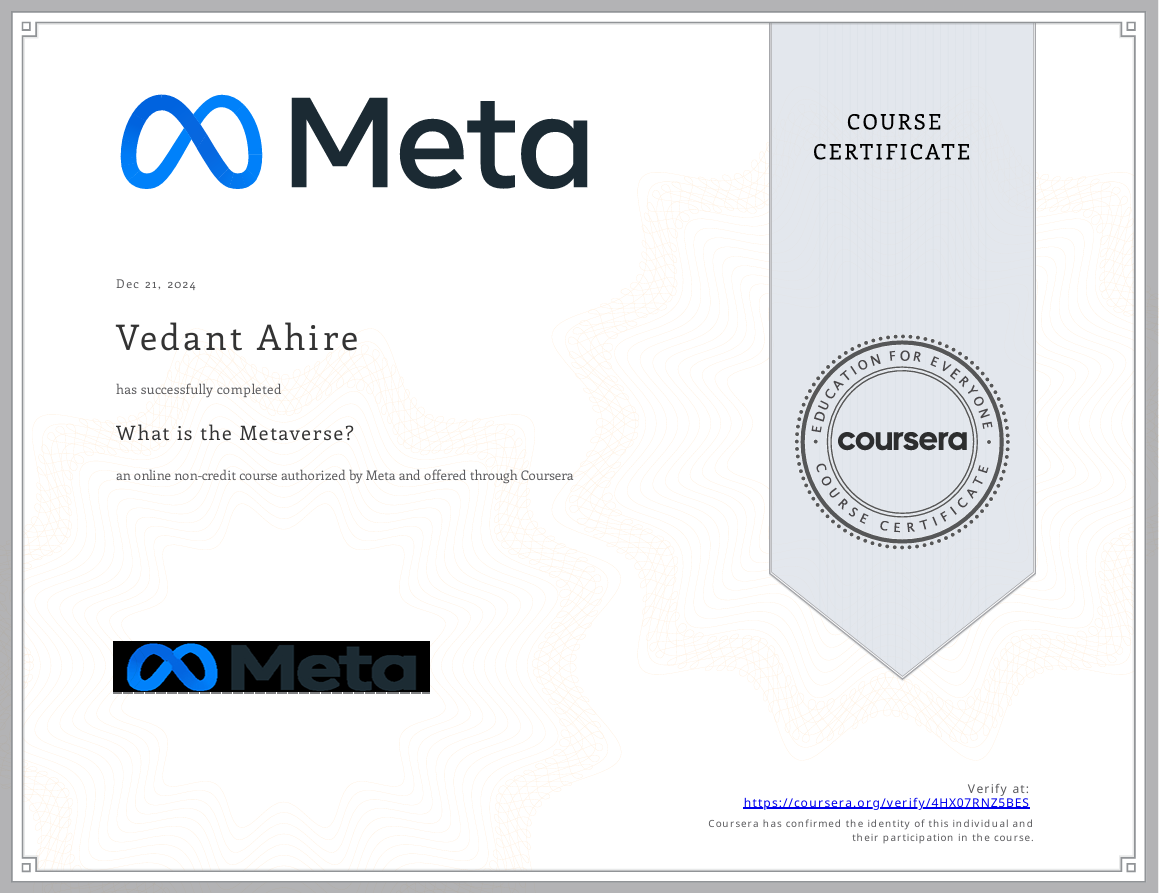 Meta
COURSE
CERTIFICATE
Dec 21, 2024
Vedant Ahire
has successfully completed
What is the Metaverse?
an online non-credit course authorized by Meta and offered through Coursera
EDUCATION FOR EVERYONE
coursera
COURSE CERTIFICATE
Meta
Verify at:
https://coursera.org/verify/4HX07RNZ5BES
Coursera has confirmed the identity of this individual and
their participation in the course.